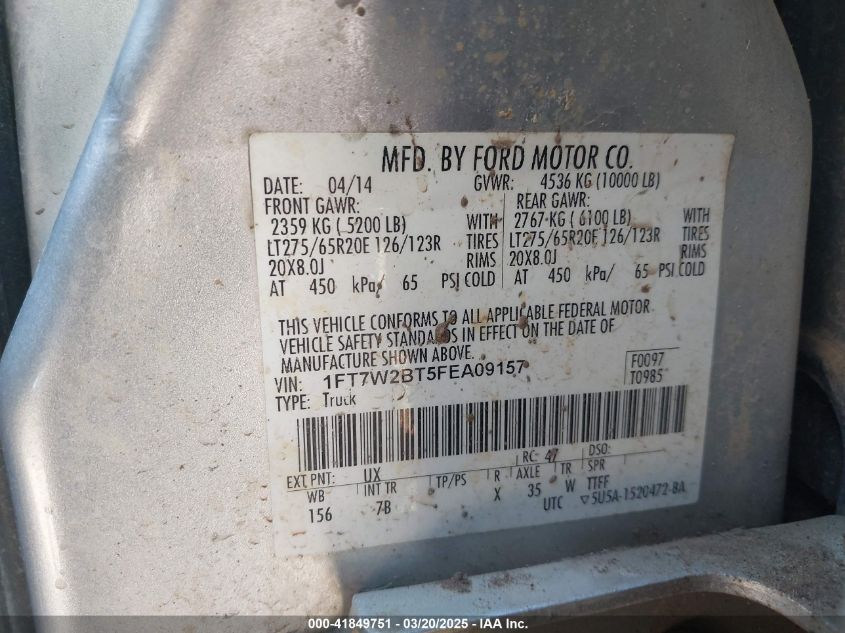 MFD. BY FORD MOTOR CO.
DATE: 04/14 GVWR: 4536 KG (10000 LB)
FRONT GAWR: REAR GAWR:
2359 KG ( 5200 LB) WITH 2767 KG ( 6100 LB) WITH
LT275/65R20E 126/123R TIRES LT275/65R20E 126/123R TIRES
20X8.0J RIMS 20X8.0J RIMS
AT 450 kPa/ 65 PSI COLD AT 450 kPa/ 65 PSI COLD
THIS VEHICLE CONFORMS TO ALL APPLICABLE FEDERAL MOTOR
VEHICLE SAFETY STANDARDS IN EFFECT ON THE DATE OF
MANUFACTURE SHOWN ABOVE.
VIN: 1FT7W2BT5FEA09157 F0097
TYPE: Truck T0985
EXT PNT: UX RC: 47 DSO:
WB INT TR TP/PS R AXLE TR SPR
156 7B X 35 W TTFF
UTC ▽5U5A-1520472-BA
000-41849751 - 03/20/2025 - IAAI.COM